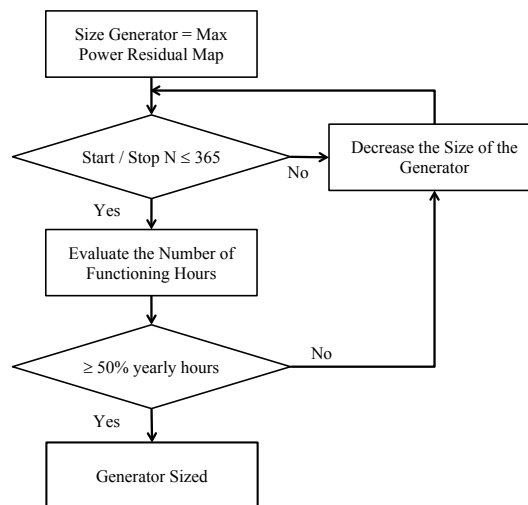 Size Generator = Max
Power Residual Map
Start / Stop N ≤ 365
No
Decrease the Size of the
Generator
Yes
Evaluate the Number of
Functioning Hours
≥ 50% yearly hours
No
Yes
Generator Sized